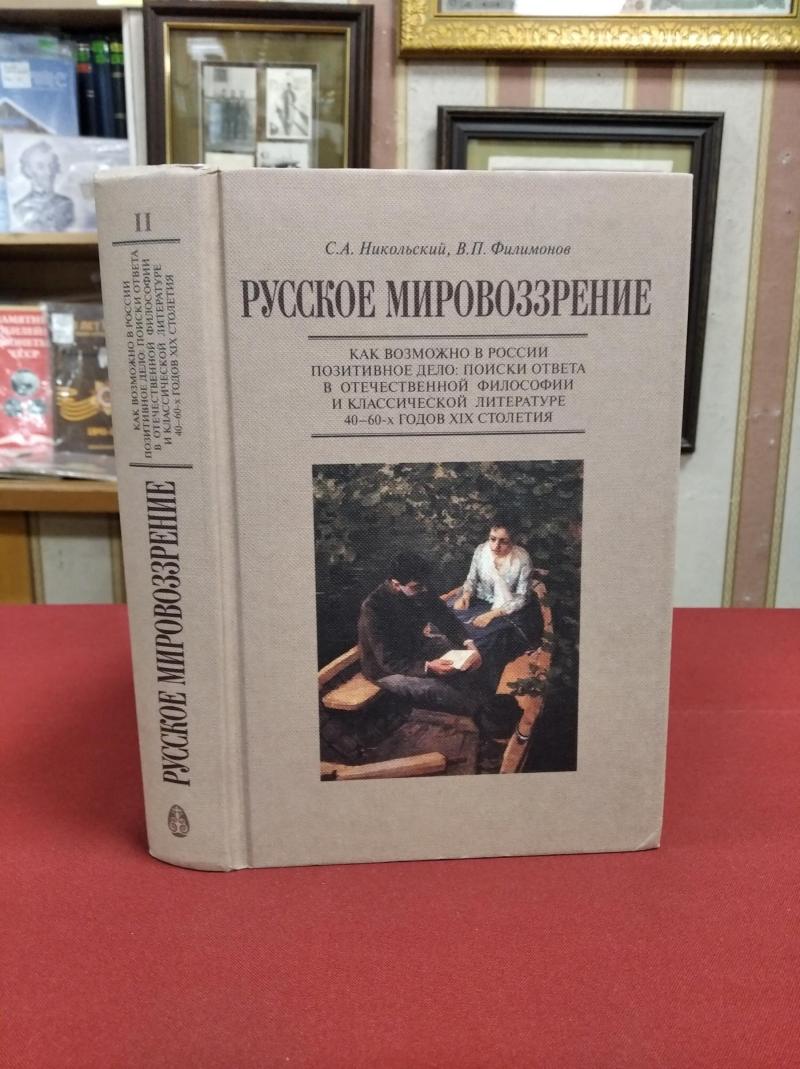 С.А. Никольский, В.П. Филимонов
РУССКОЕ МИРОВОЗЗРЕНИЕ
КАК ВОЗМОЖНО В РОССИИ
ПОЗИТИВНОЕ ДЕЛО: ПОИСКИ ОТВЕТА
В ОТЕЧЕСТВЕННОЙ ФИЛОСОФИИ
И КЛАССИЧЕСКОЙ ЛИТЕРАТУРЕ
40–60-х ГОДОВ XIX СТОЛЕТИЯ
II
КАК ВОЗМОЖНО В РОССИИ
ПОЗИТИВНОЕ ДЕЛО: ПОИСКИ ОТВЕТА
В ОТЕЧЕСТВЕННОЙ ФИЛОСОФИИ
И КЛАССИЧЕСКОЙ ЛИТЕРАТУРЕ
40–60-х ГОДОВ XIX СТОЛЕТИЯ
РУССКОЕ МИРОВОЗЗРЕНИЕ
СССР